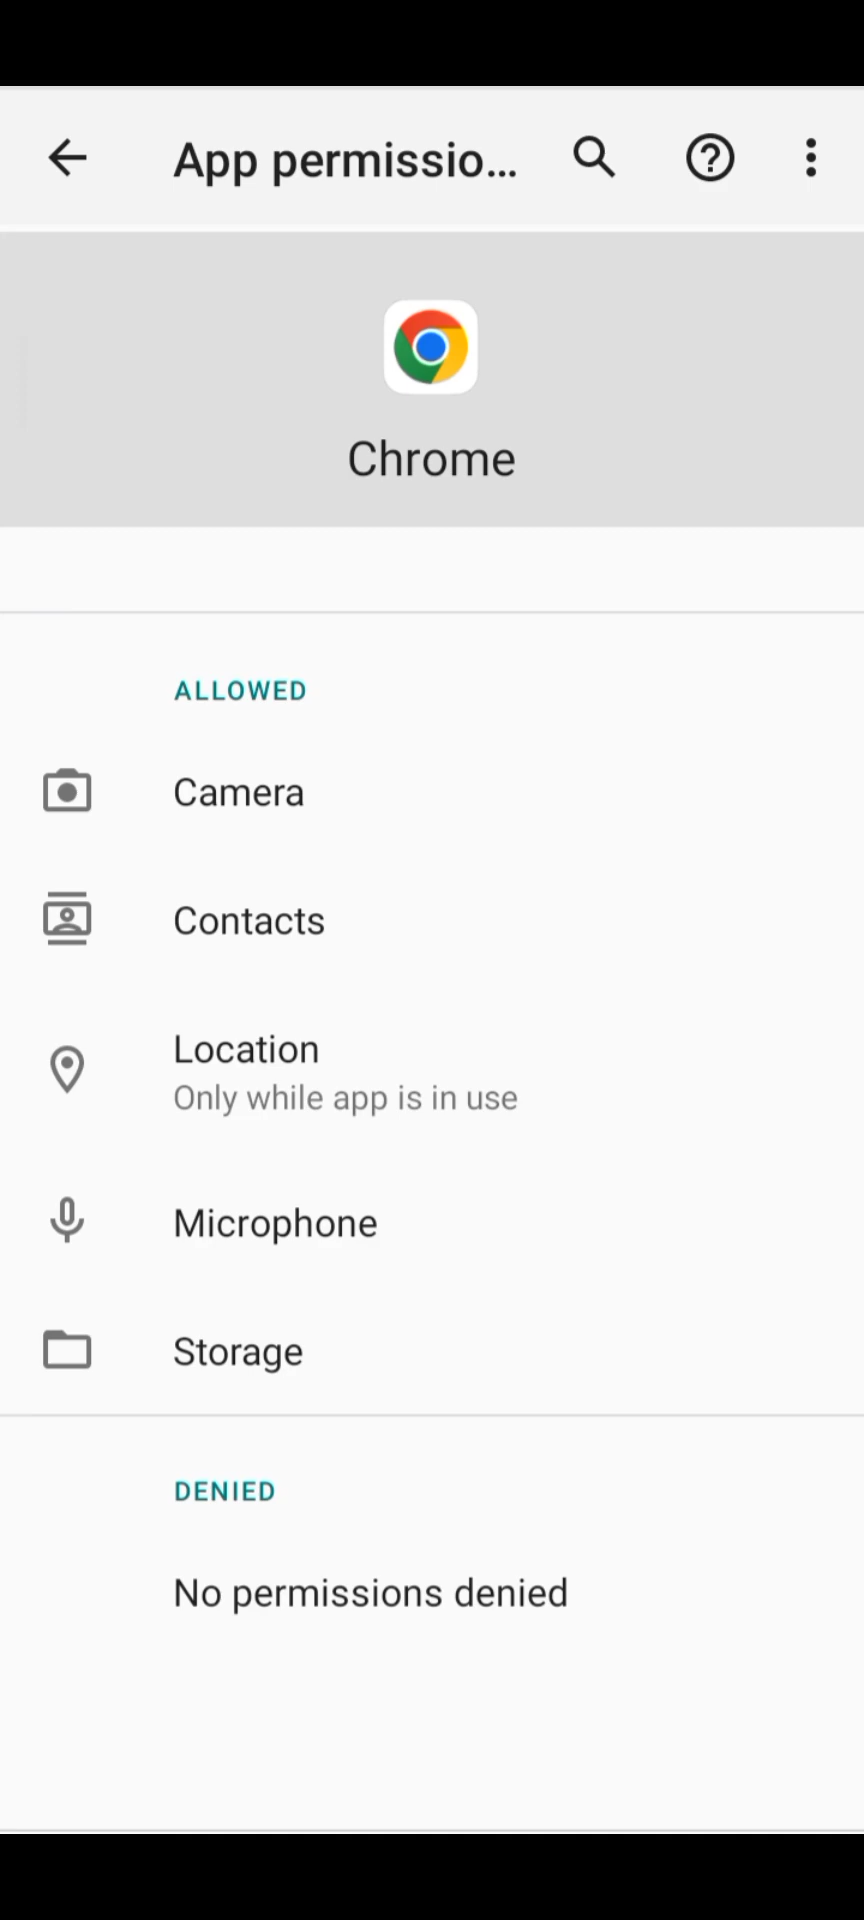 App permissio...
Chrome
ALLOWED
Camera
Contacts
Location
Only while app is in use
Microphone
Storage
DENIED
No permissions denied